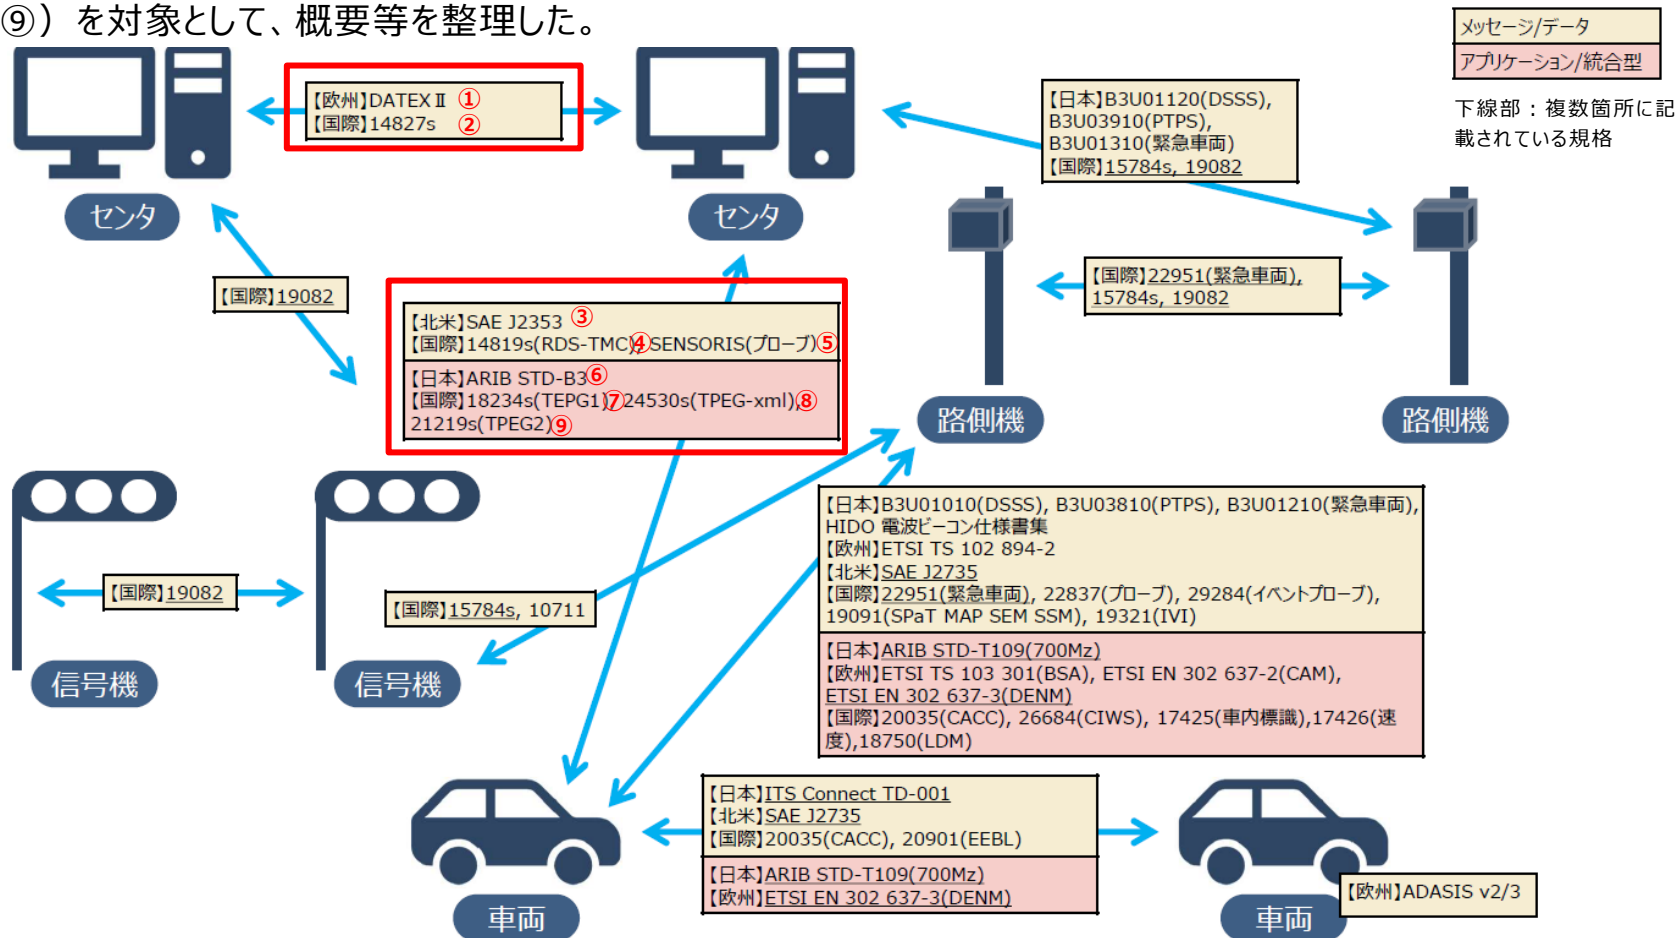 ⑨）を対象として、概要等を整理した。
メッセージ/データ
アプリケーション/統合型
下線部：複数箇所に記
載されている規格
【欧州】DATEXⅡ ①
【国際】14827s ②
【日本】B3U01120(DSSS),
B3U03910(PTPS),
B3U01310(緊急車両)
【国際】15784s, 19082
センタ
センタ
【国際】19082
【国際】22951(緊急車両),
15784s, 19082
【北米】SAE J2353 ③
【国際】14819s(RDS-TMC)④ SENSORIS(プローブ)⑤
【日本】ARIB STD-B3⑥
【国際】18234s(TEPG1)⑦24530s(TPEG-xml),⑧
21219s(TPEG2)⑨
路側機
路側機
【日本】B3U01010(DSSS), B3U03810(PTPS), B3U01210(緊急車両),
HIDO 電波ビーコン仕様書集
【欧州】ETSI TS 102 894-2
【北米】SAE J2735
【国際】22951(緊急車両), 22837(プローブ), 29284(イベントプローブ),
19091(SPaT MAP SEM SSM), 19321(IVI)
【日本】ARIB STD-T109(700Mz)
【欧州】ETSI TS 103 301(BSA), ETSI EN 302 637-2(CAM),
ETSI EN 302 637-3(DENM)
【国際】20035(CACC), 26684(CIWS), 17425(車内標識),17426(速
度),18750(LDM)
【国際】19082
【国際】15784s, 10711
信号機
信号機
【日本】ITS Connect TD-001
【北米】SAE J2735
【国際】20035(CACC), 20901(EEBL)
【日本】ARIB STD-T109(700Mz)
【欧州】ETSI EN 302 637-3(DENM)
【欧州】ADASIS v2/3
車両
車両